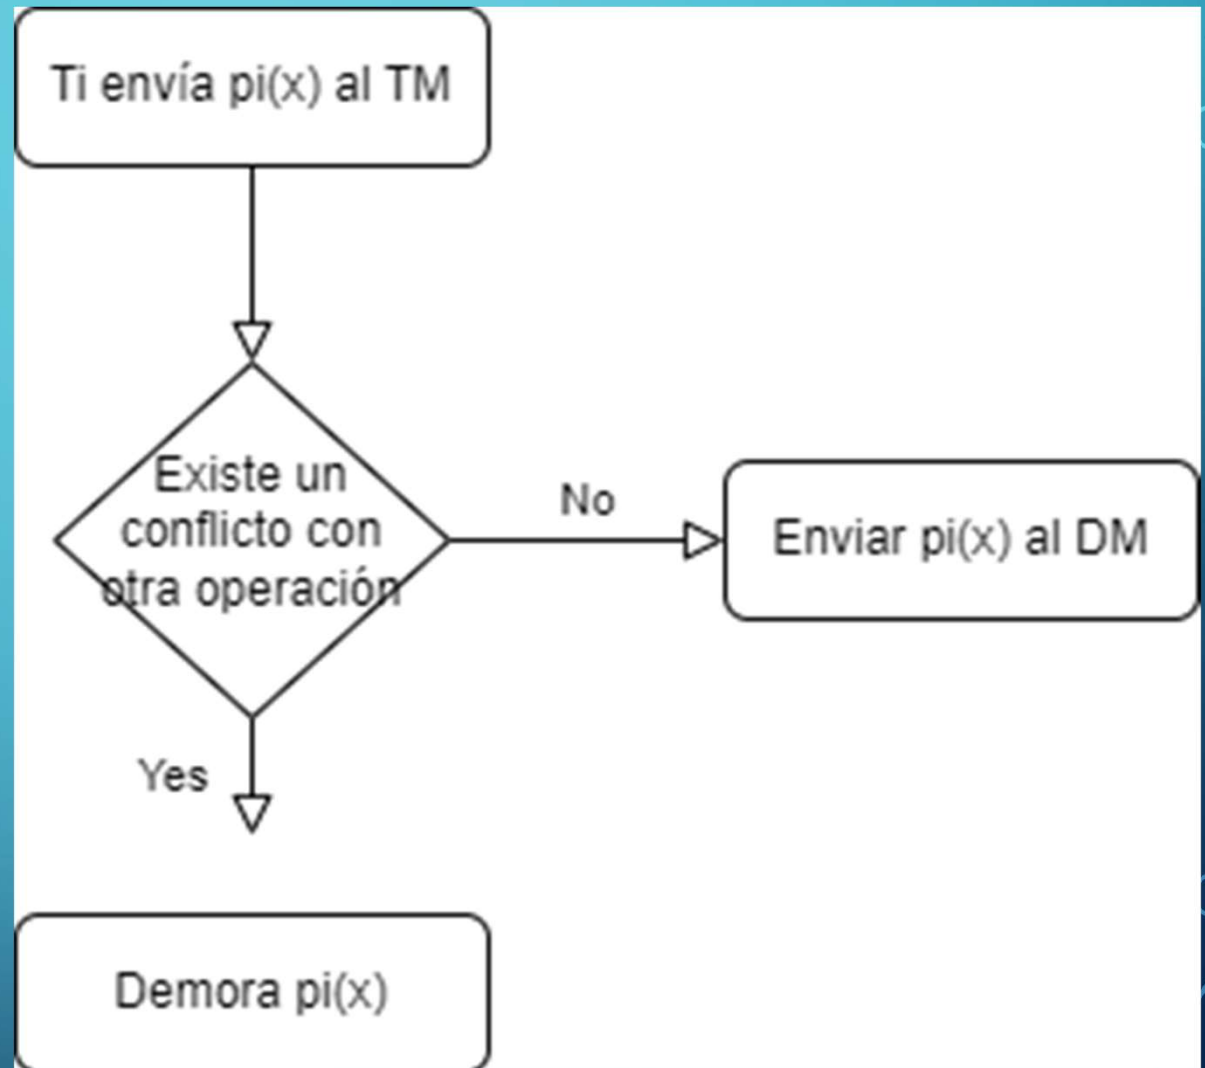 Ti envía pi(x) al TM
Existe un
conflicto con
otra operación
No
Enviar pi(x) al DM
Yes
Demora pi(x)